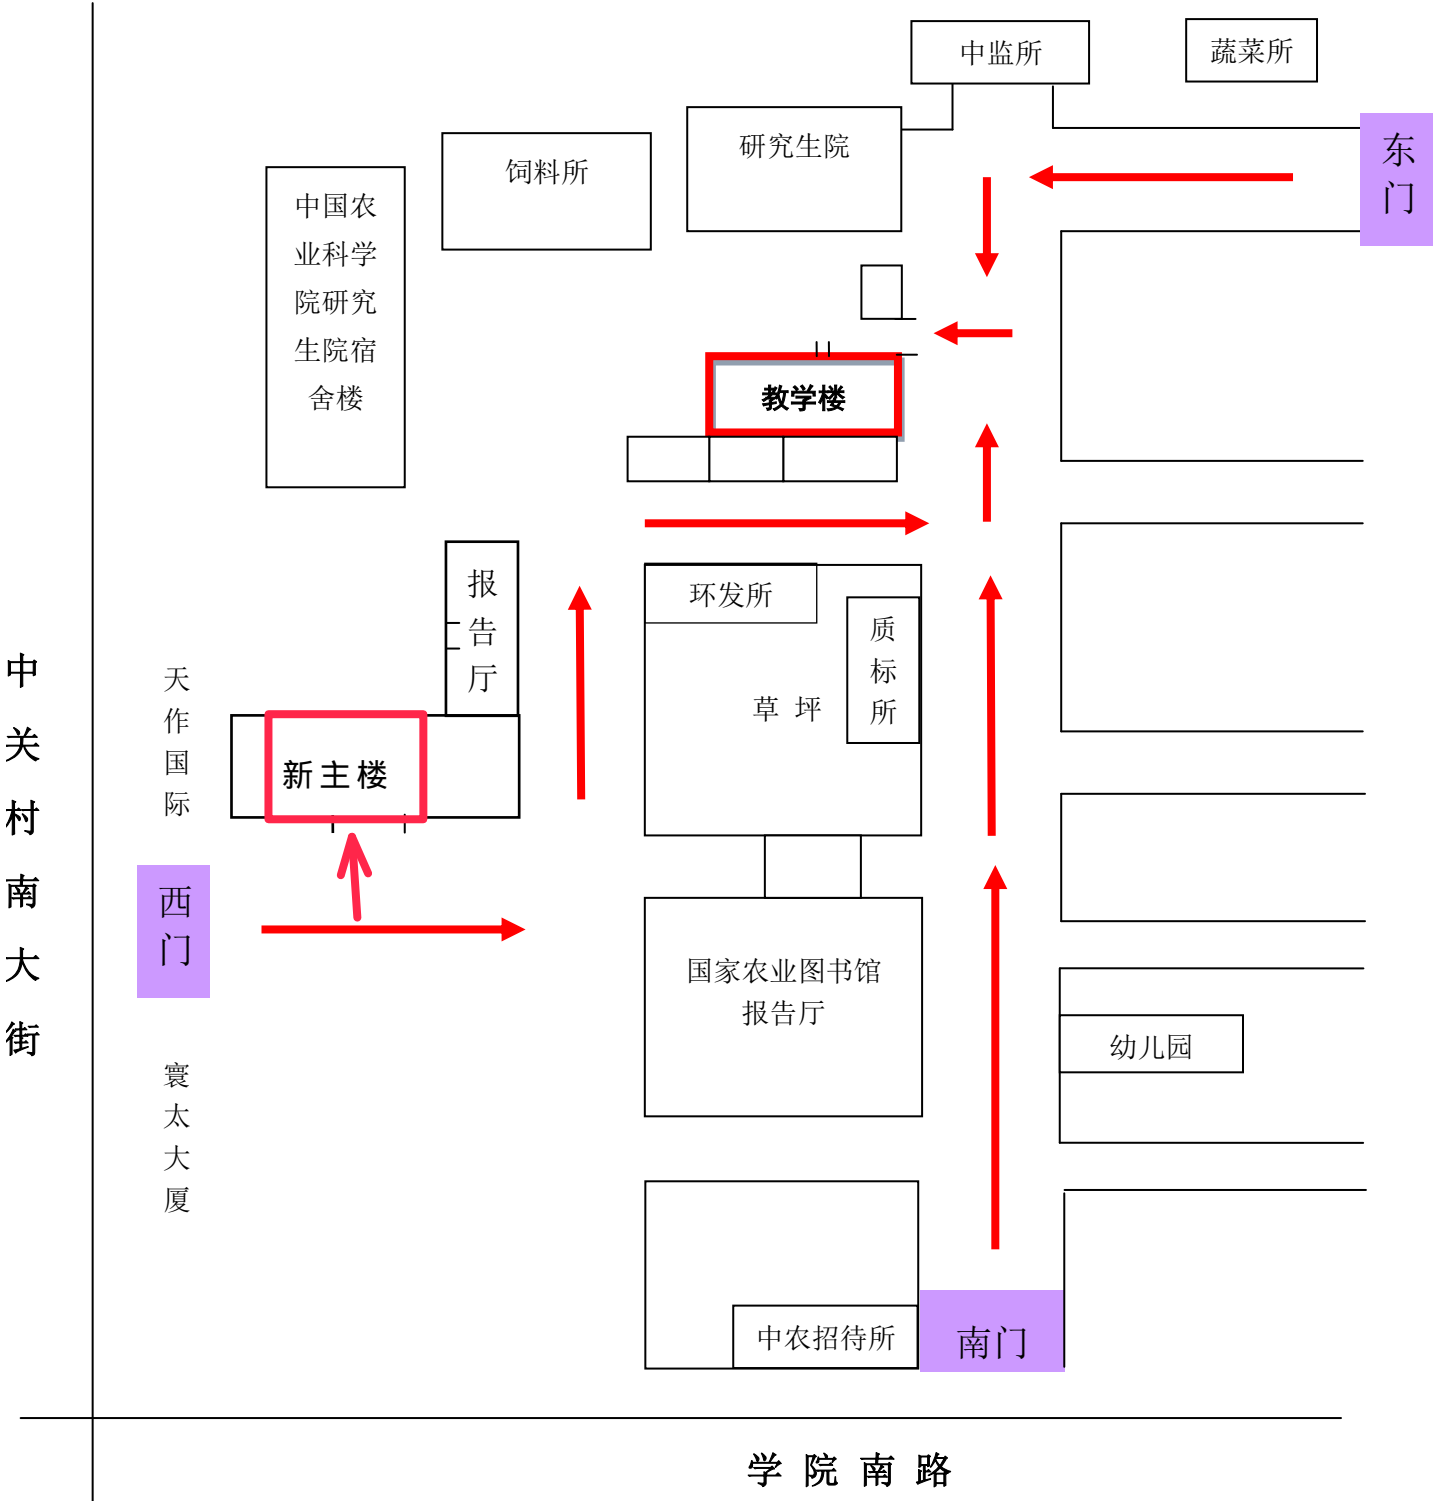 中监所
蔬菜所
研究生院
饲料所
东
门
中国农
业科学
院研究
生院宿
舍楼
教学楼
报
告
厅
环发所
质
标
所
草 坪
中
关
村
南
大
街
天
作
国
际
新主楼
西
门
国家农业图书馆
报告厅
幼儿园
寰
太
大
厦
中农招待所
南门
学院南路